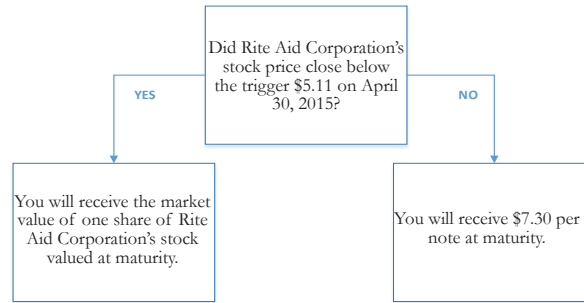 Did Rite Aid Corporation's
stock price close below
the trigger $5.11 on April
30, 2015?
YES
NO
You will receive the market
value of one share of Rite
Aid Corporation's stock
valued at maturity.
You will receive $7.30 per
note at maturity.